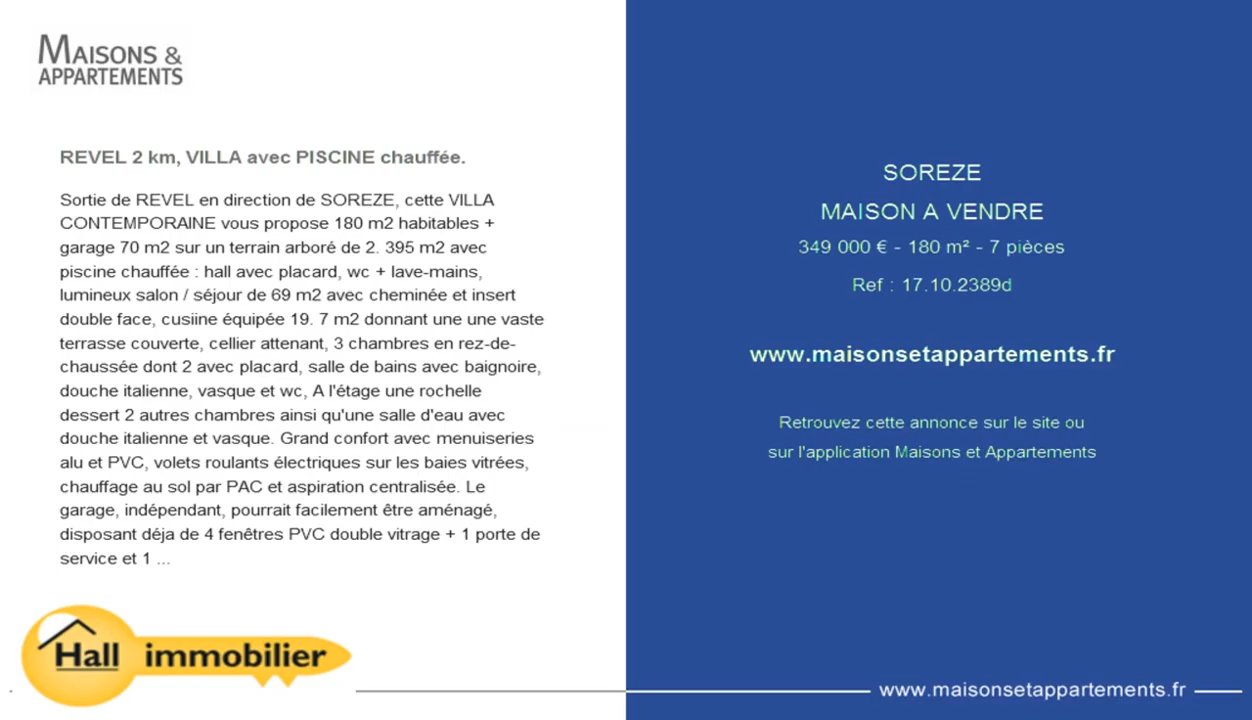 MAISONS &
APPARTEMENTS
REVEL 2 km, VILLA avec PISCINE chauffée.
Sortie de REVEL en direction de SOREZE, cette VILLA
CONTEMPORAINE vous propose 180 m2 habitables +
garage 70 m2 sur un terrain arboré de 2. 395 m2 avec
piscine chauffée : hall avec placard, wc + lave-mains,
lumineux salon / séjour de 69 m2 avec cheminée et insert
double face, cusiine équipée 19. 7 m2 donnant une une vaste
terrasse couverte, cellier attenant, 3 chambres en rez-de-
chaussée dont 2 avec placard, salle de bains avec baignoire,
douche italienne, vasque et wc, A l'étage une rochelle
dessert 2 autres chambres ainsi qu'une salle d'eau avec
douche italienne et vasque. Grand confort avec menuiseries
alu et PVC, volets roulants électriques sur les baies vitrées,
chauffage au sol par PAC et aspiration centralisée. Le
garage, indépendant, pourrait facilement être aménagé,
disposant déja de 4 fenêtres PVC double vitrage + 1 porte de
service et 1 ...
Hall immobilier
SOREZE
MAISON A VENDRE
349 000 € - 180 m² - 7 pièces
Ref : 17.10.2389d
www.maisonsetappartements.fr
Retrouvez cette annonce sur le site ou
sur l'application Maisons et Appartements
www.maisonsetappartements.fr